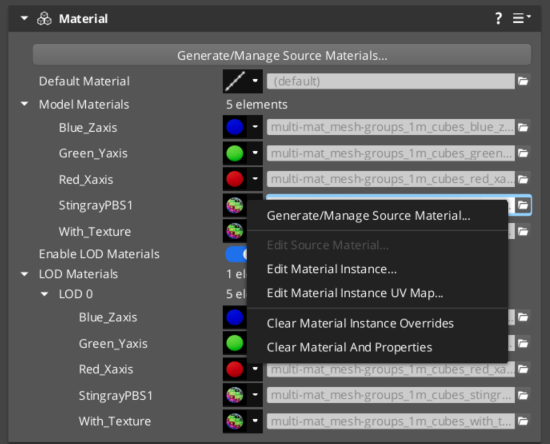 Material
?
Generate/Manage Source Materials...
Default Material (default)
Model Materials 5 elements
Blue_Zaxis multi-mat_mesh-groups_1m_cubes_blue_z...
Green_Yaxis multi-mat_mesh-groups_1m_cubes_green...
Red_Xaxis multi-mat_mesh-groups_1m_cubes_red_xa...
StingrayPBS1
Generate/Manage Source Material...
With_Texture
Edit Source Material...
Enable LOD Materials
Edit Material Instance...
LOD Materials 1 el
LOD 0 5 el
Edit Material Instance UV Map...
Blue_Zaxis
Clear Material Instance Overrides
Green_Yaxis
Clear Material And Properties
Red_Xaxis multi-mat_mesh-groups_1m_cubes_red_xa...
StingrayPBS1 multi-mat_mesh-groups_1m_cubes_stingr...
With_Texture multi-mat_mesh-groups_1m_cubes_with_t...